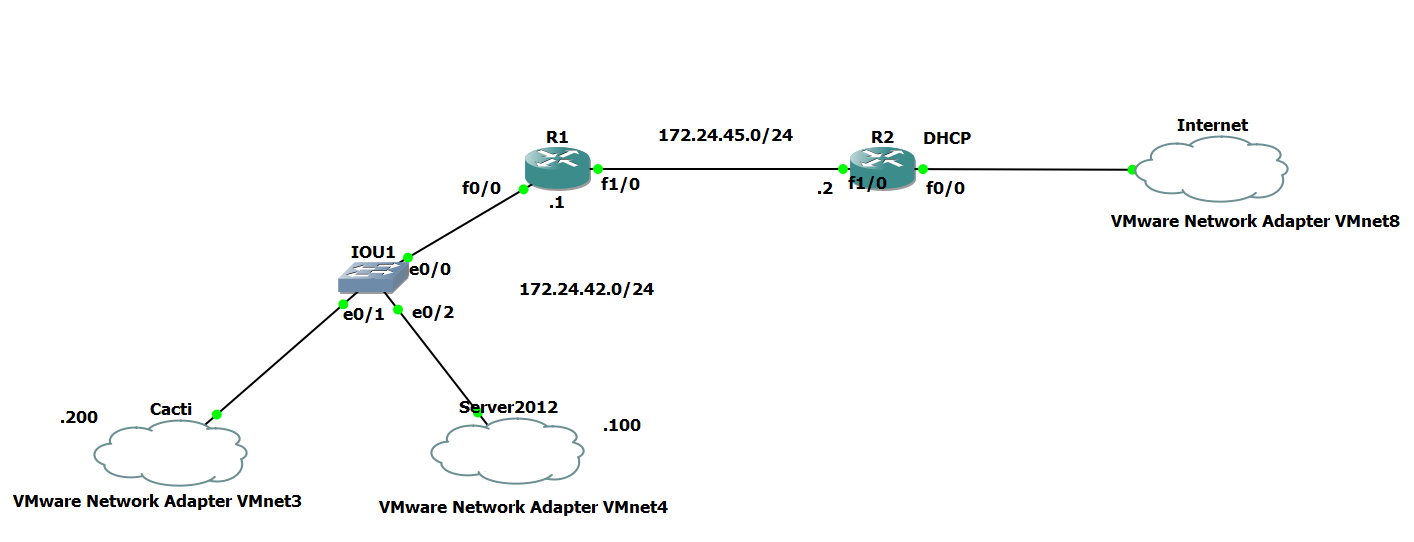 Internet
R1
172.24.45.0/24
R2
DHCP
f0/0
f1/0
.2
f1/0
f0/0
.1
VMware Network Adapter VMnet8
IOU1
e0/0
172.24.42.0/24
e0/1
e0/2
Cacti
.200
Server2012
.100
VMware Network Adapter VMnet3
VMware Network Adapter VMnet4